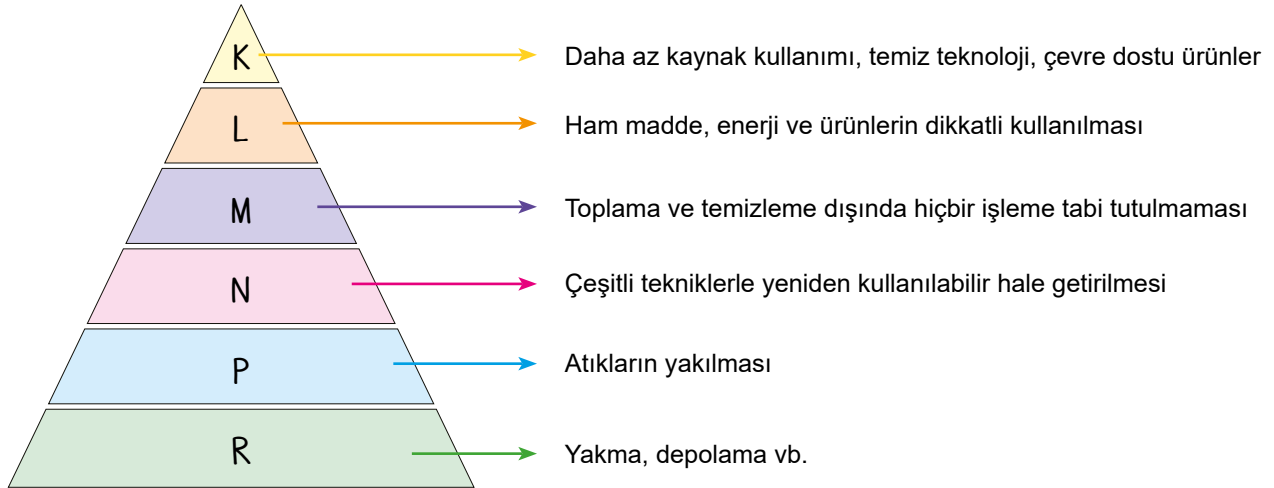 K
Daha az kaynak kullanımı, temiz teknoloji, çevre dostu ürünler
L
Ham madde, enerji ve ürünlerin dikkatli kullanılması
M
Toplama ve temizleme dışında hiçbir işleme tabi tutulmaması
N
Çeşitli tekniklerle yeniden kullanılabilir hale getirilmesi
P
Atıkların yakılması
R
Yakma, depolama vb.